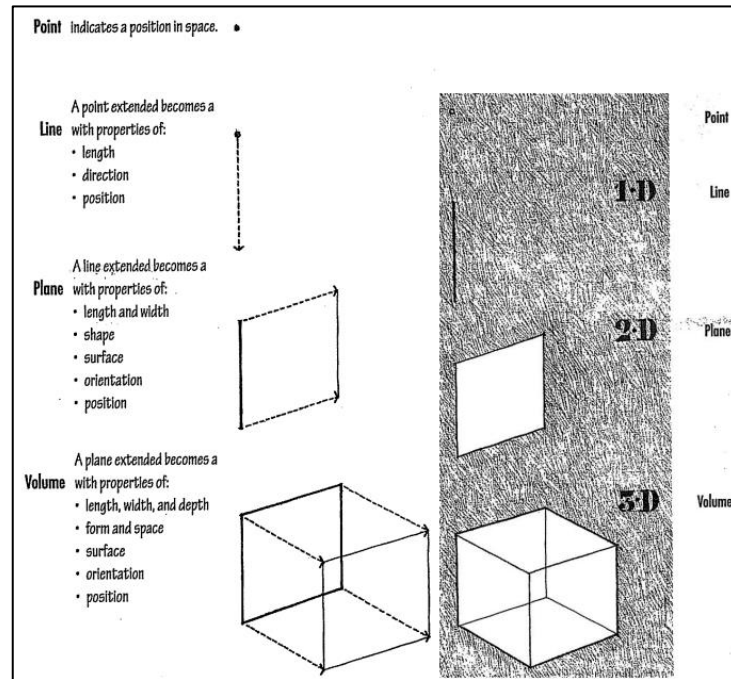 Point indicates a position in space.
A point extended becomes a
Line with properties of:
• length
• direction
• position
A line extended becomes a
Plane with properties of:
• length and width
• shape
• surface
• orientation
• position
A plane extended becomes a
Volume with properties of:
• length, width, and depth
• form and space
• surface
• orientation
• position
Point
1·D
Line
2·D
Plane
3·D
Volume